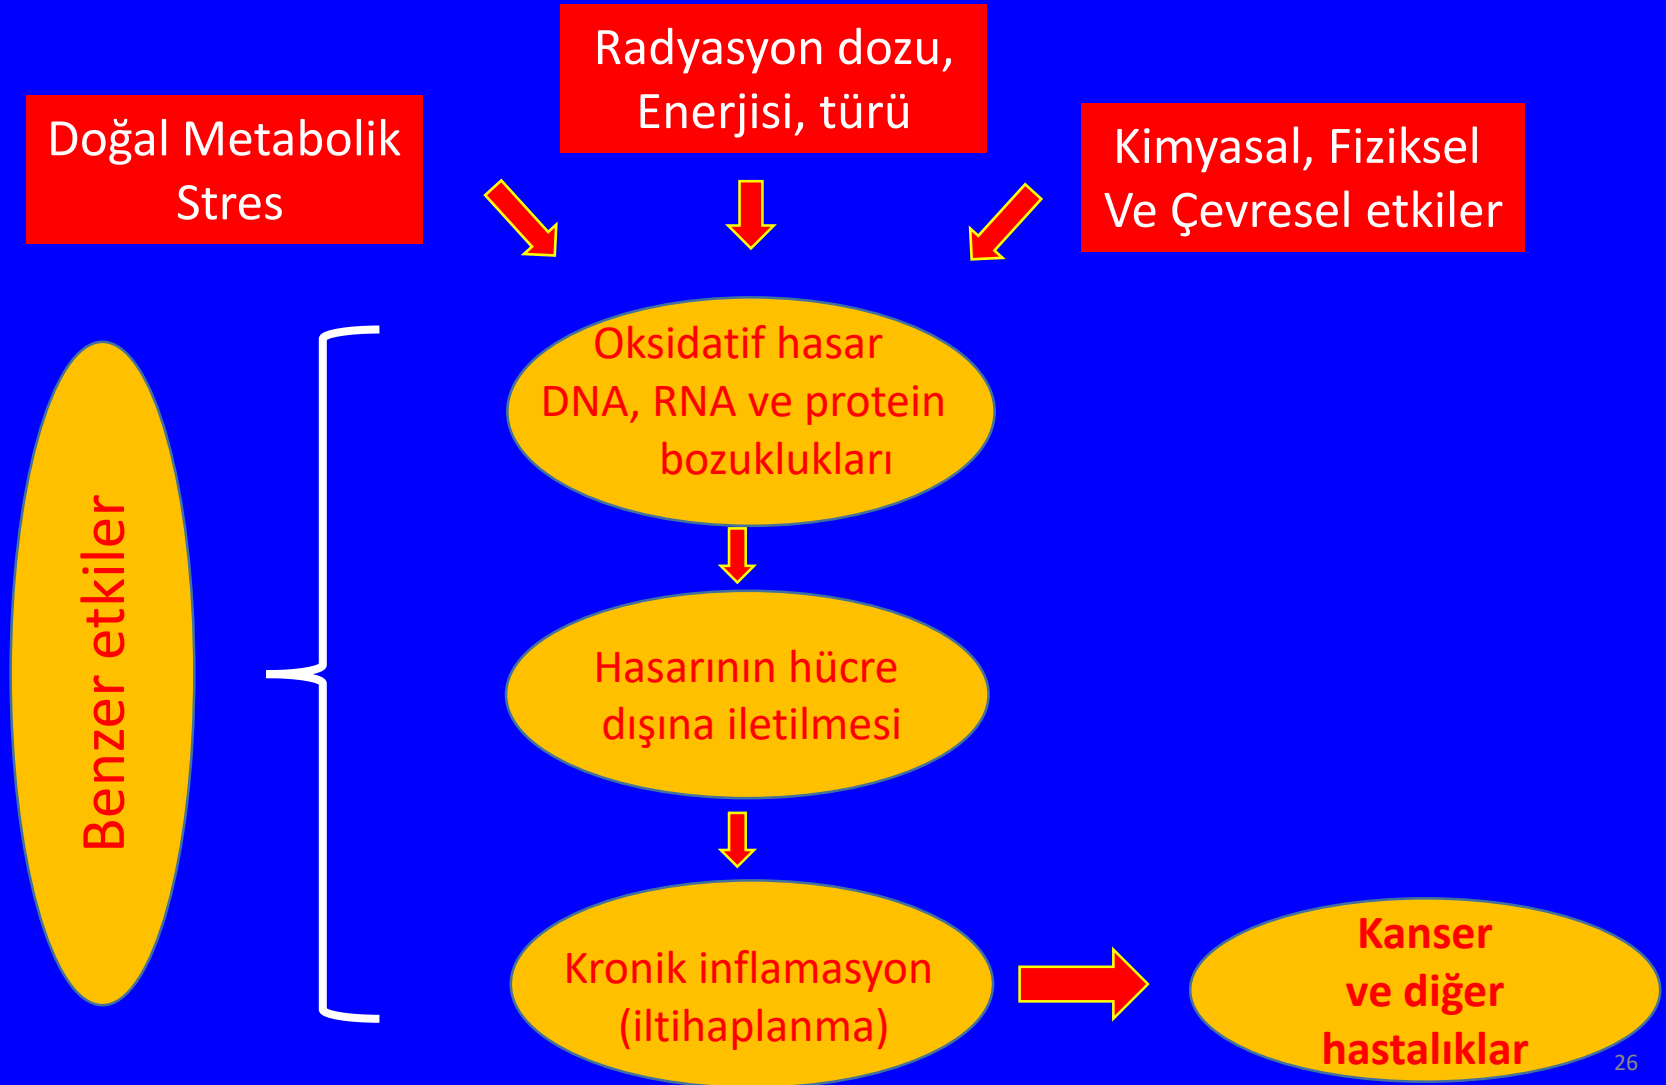 Radyasyon dozu,
Enerjisi, türü
Doğal Metabolik
Stres
Kimyasal, Fiziksel
Ve Çevresel etkiler
Oksidatif hasar
DNA, RNA ve protein
bozuklukları
Benzer etkiler
Hasarının hücre
dışına iletilmesi
Kronik inflamasyon
(iltihaplanma)
Kanser
ve diğer
hastalıklar
26